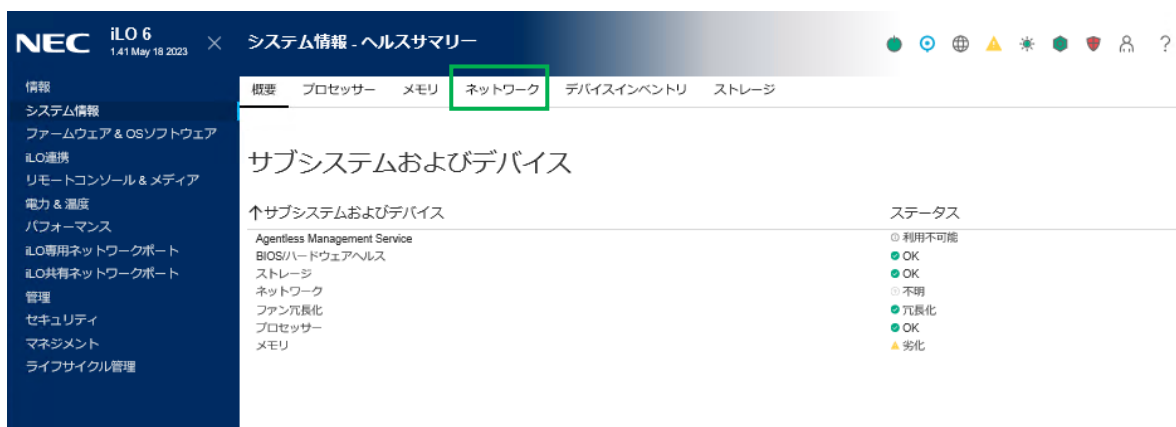 NEC iLO 6
1.41 May 18 2023
システム情報 - ヘルスサマリー
?
情報
システム情報
ファームウェア & OSソフトウェア
iLO連携
リモートコンソール & メディア
電力 & 温度
パフォーマンス
iLO専用ネットワークポート
iLO共有ネットワークポート
管理
セキュリティ
マネジメント
ライフサイクル管理
概要 プロセッサー メモリ ネットワーク デバイスインベントリ ストレージ
サブシステムおよびデバイス
↑サブシステムおよびデバイス ステータス
Agentless Management Service 利用不可能
BIOS/ハードウェアヘルス OK
ストレージ OK
ネットワーク 不明
ファン冗長化 冗長化
プロセッサー OK
メモリ 劣化